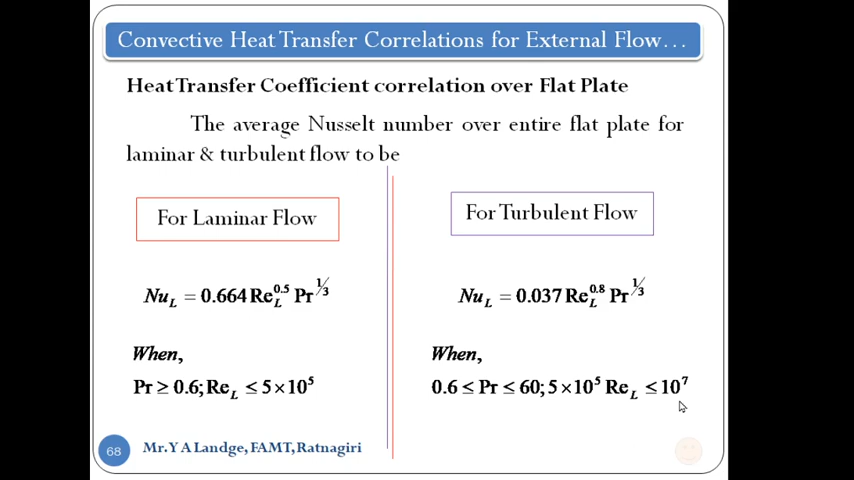 Convective Heat Transfer Correlations for External Flow…
Heat Transfer Coefficient correlation over Flat Plate
The average Nusselt number over entire flat plate for
laminar & turbulent flow to be
For Laminar Flow
Nu_L = 0.664 Re_L^0.5 Pr^1/3
When,
Pr ≥ 0.6; Re_L ≤ 5×10^5
For Turbulent Flow
Nu_L = 0.037 Re_L^0.8 Pr^1/3
When,
0.6 ≤ Pr ≤ 60; 5×10^5 Re_L ≤ 10^7
68
Mr. Y A Landge, FAMT, Ratnagiri